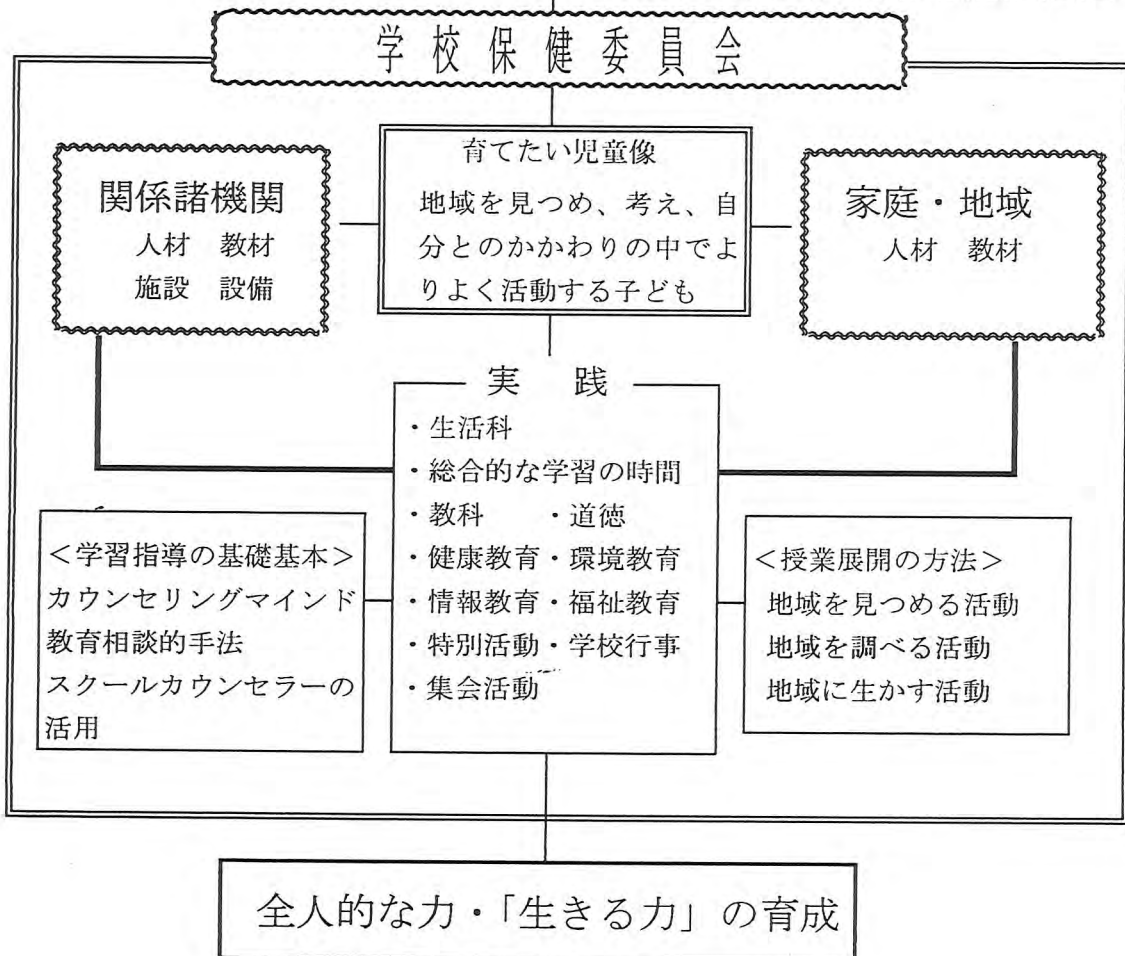 学校保健委員会
育てたい児童像
地域を見つめ、考え、自
分とのかかわりの中でよ
りよく活動する子ども
関係諸機関
人材　教材
施設　設備
家庭・地域
人材　教材
実　践
・生活科
・総合的な学習の時間
・教科　・道徳
・健康教育・環境教育
・情報教育・福祉教育
・特別活動・学校行事
・集会活動
＜学習指導の基礎基本＞
カウンセリングマインド
教育相談的手法
スクールカウンセラーの
活用
＜授業展開の方法＞
地域を見つめる活動
地域を調べる活動
地域に生かす活動
全人的な力・「生きる力」の育成